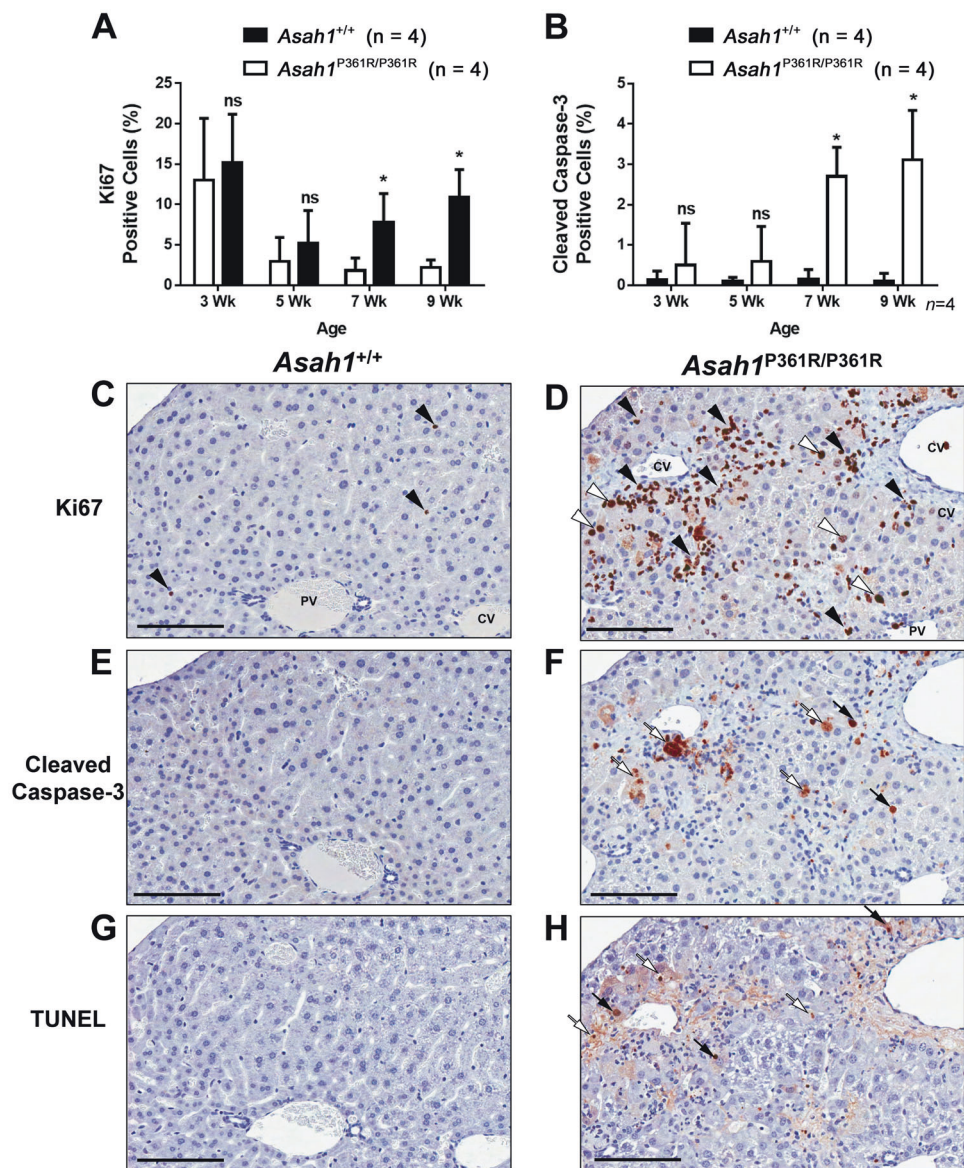 A
Asah1+/+ (n = 4)
Asah1P361R/P361R (n = 4)
Ki67
Positive Cells (%)
25
20
15
10
5
0
ns
ns
*
*
3 Wk 5 Wk 7 Wk 9 Wk
Age
B
Asah1+/+ (n = 4)
Asah1P361R/P361R (n = 4)
Cleaved Caspase-3
Positive Cells (%)
5
4
3
2
1
0
ns
ns
*
*
3 Wk 5 Wk 7 Wk 9 Wk n=4
Age
Asah1+/+
Asah1P361R/P361R
Ki67
C
PV
CV
D
CV
CV
CV
PV
Cleaved
Caspase-3
E
F
TUNEL
G
H